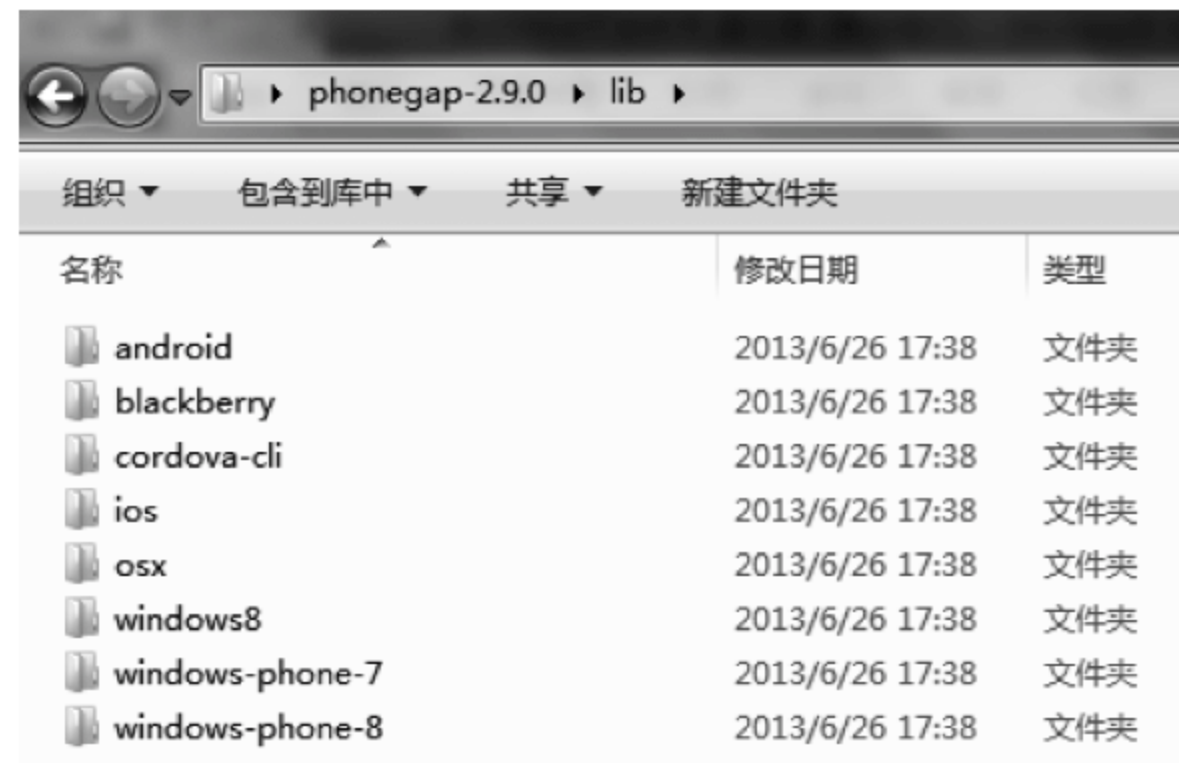 phonegap-2.9.0 lib
组织 包含到库中 共享 新建文件夹
名称 修改日期 类型
android 2013/6/26 17:38 文件夹
blackberry 2013/6/26 17:38 文件夹
cordova-cli 2013/6/26 17:38 文件夹
ios 2013/6/26 17:38 文件夹
osx 2013/6/26 17:38 文件夹
windows8 2013/6/26 17:38 文件夹
windows-phone-7 2013/6/26 17:38 文件夹
windows-phone-8 2013/6/26 17:38 文件夹